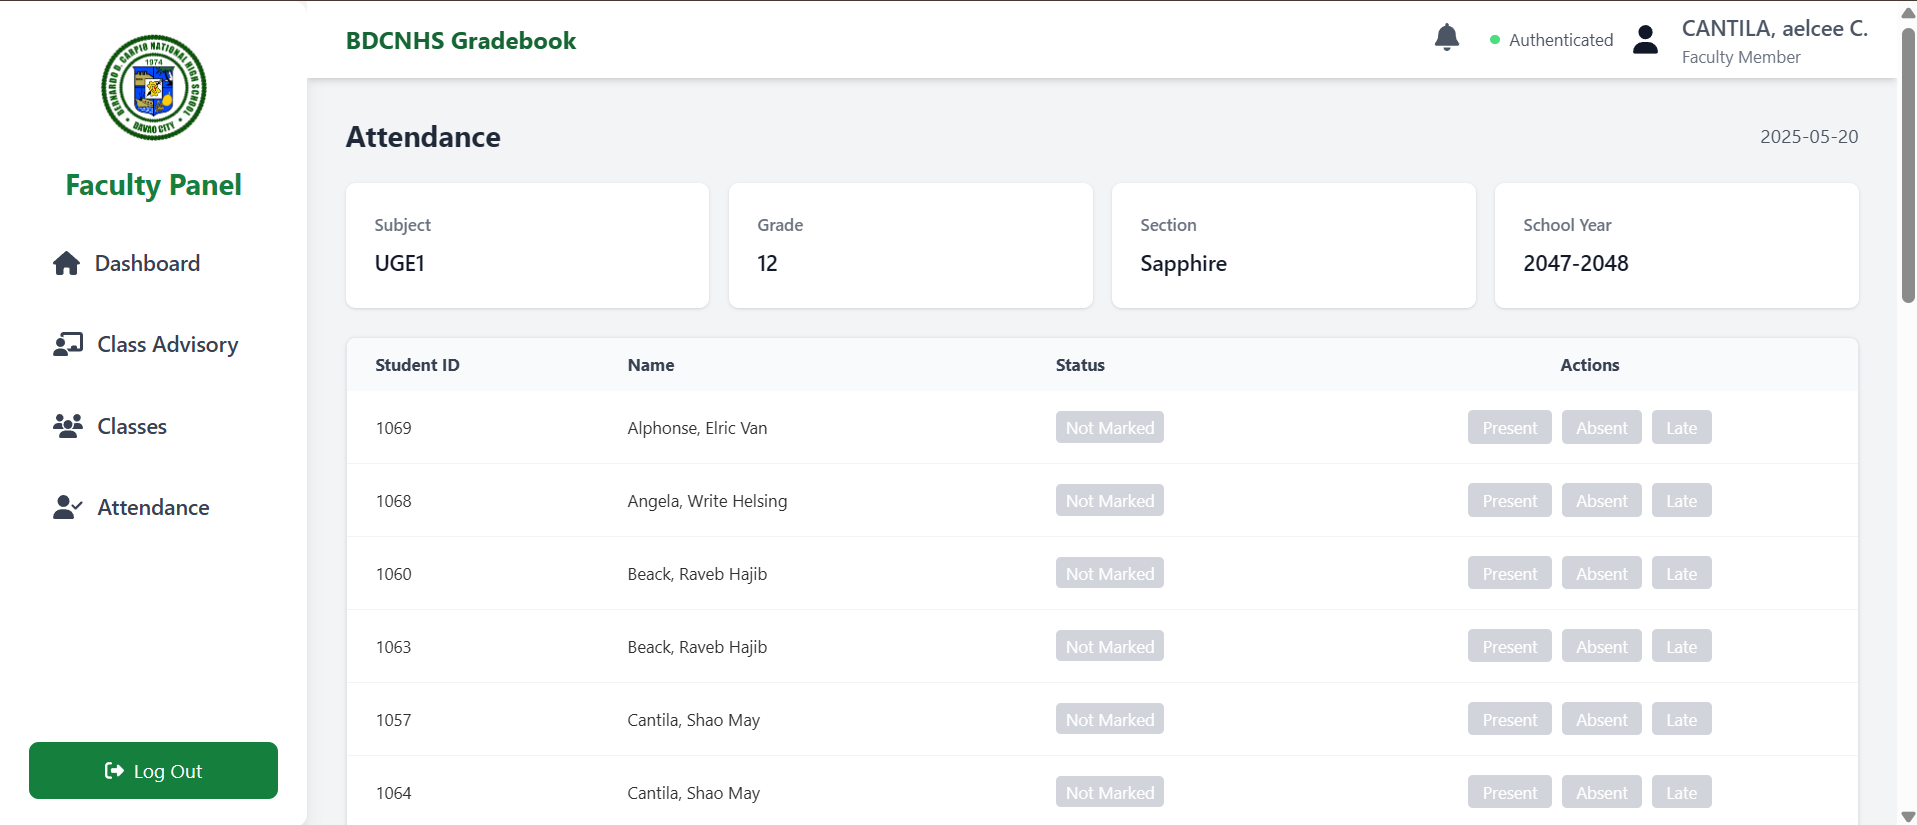 BERNARDO D. CARPIO NATIONAL HIGH SCHOOL
1974
DAVAO CITY
Faculty Panel
Dashboard
Class Advisory
Classes
Attendance
Log Out
BDCNHS Gradebook
Authenticated
CANTILA, aelcee C.
Faculty Member
Attendance
2025-05-20
Subject
UGE1
Grade
12
Section
Sapphire
School Year
2047-2048
Student ID Name Status Actions
1069 Alphonse, Elric Van Not Marked Present Absent Late
1068 Angela, Write Helsing Not Marked Present Absent Late
1060 Beack, Raveb Hajib Not Marked Present Absent Late
1063 Beack, Raveb Hajib Not Marked Present Absent Late
1057 Cantila, Shao May Not Marked Present Absent Late
1064 Cantila, Shao May Not Marked Present Absent Late